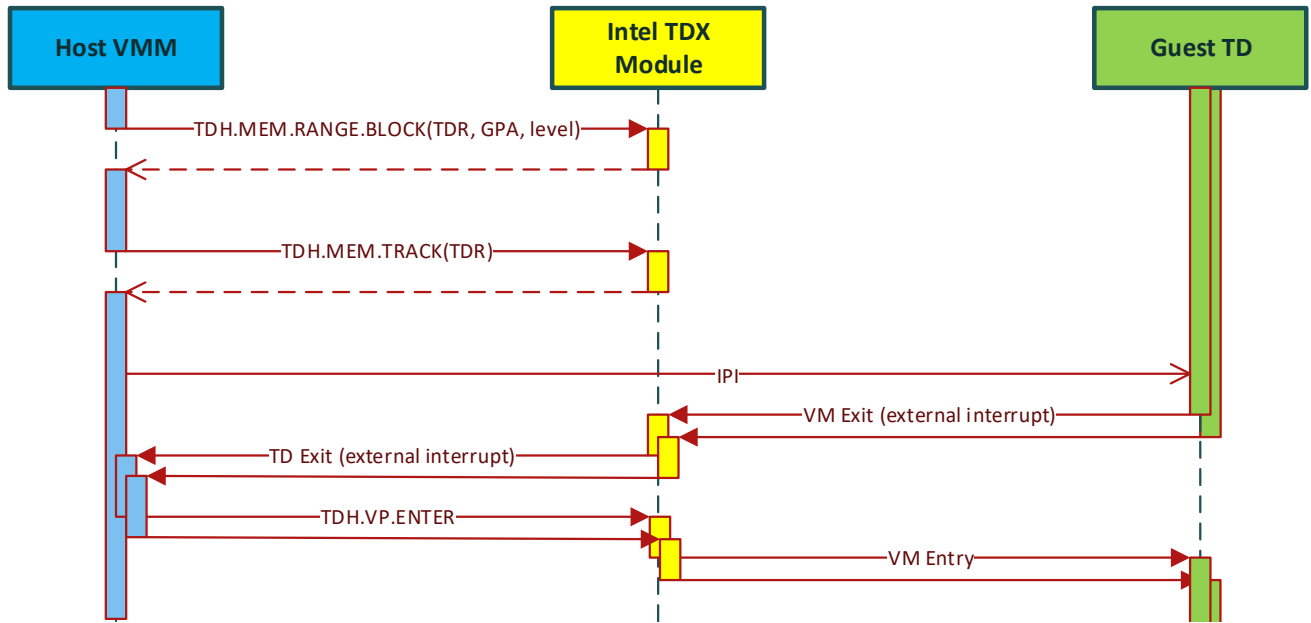 Host VMM
Intel TDX
Module
Guest TD
TDH.MEM.RANGE.BLOCK(TDR, GPA, level)
TDH.MEM.TRACK(TDR)
IPI
VM Exit (external interrupt)
TD Exit (external interrupt)
TDH.VP.ENTER
VM Entry